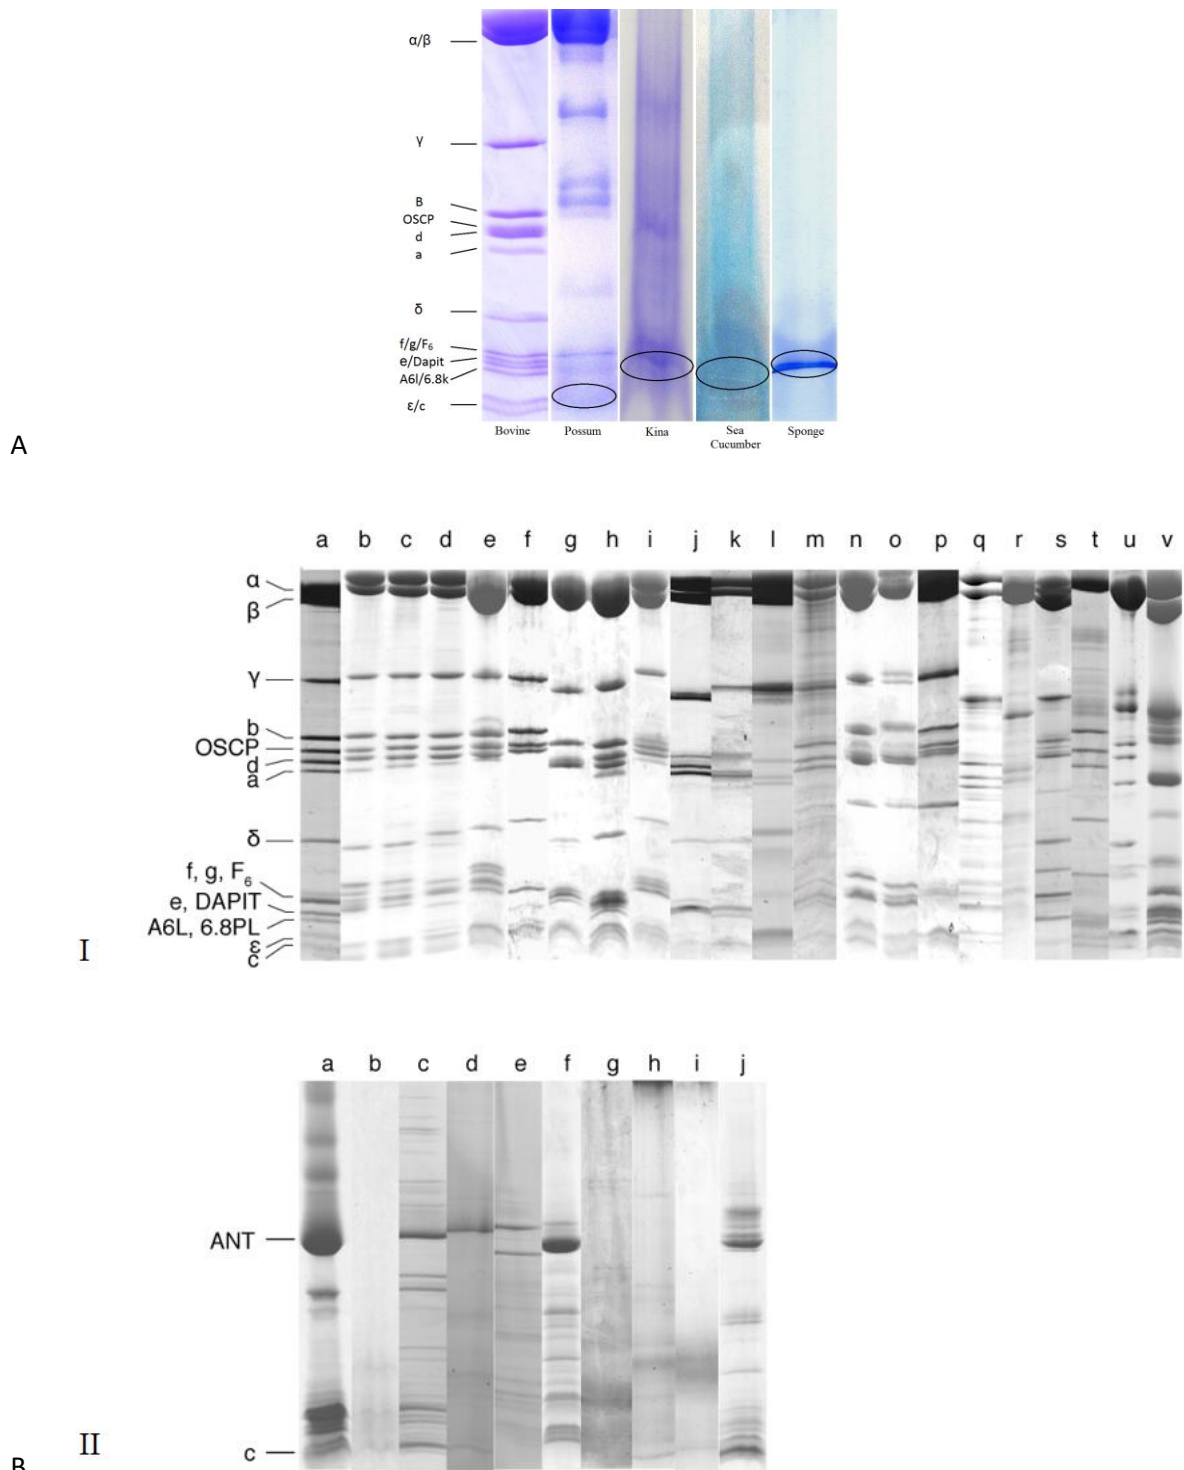 α/β
γ
B
OSCP
d
a
δ
f/g/F₆
e/Dapit
A6l/6.8k
ε/c
Bovine Possum Kina Sea Cucumber Sponge
A
a b c d e f g h i j k l m n o p q r s t u v
α
β
γ
b
OSCP
d
a
δ
f, g, F₆
e, DAPIT
A6L, 6.8PL
ε
c
I
a b c d e f g h i j
ANT
c
II
B